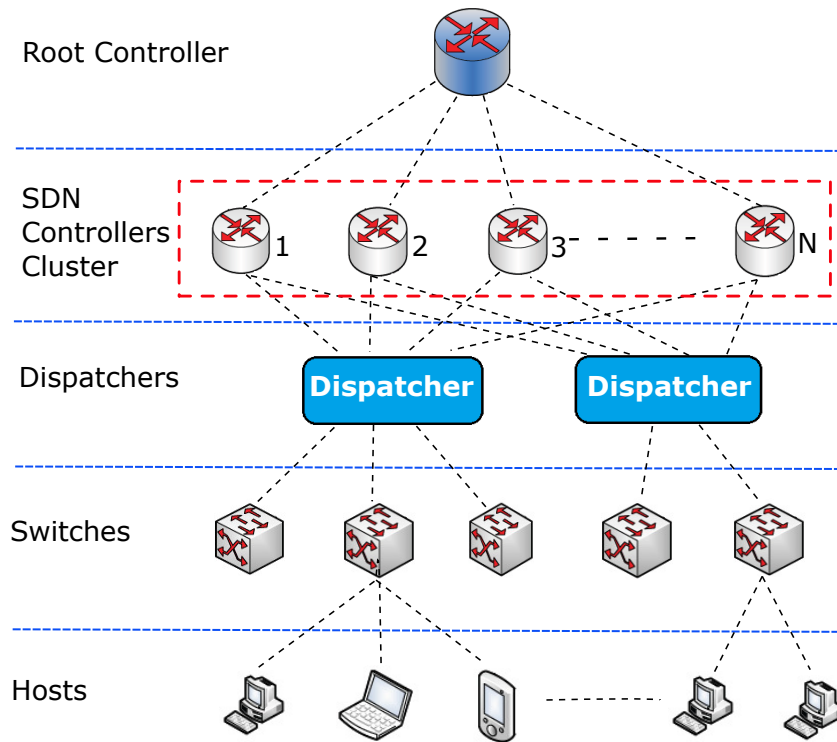 Root Controller
SDN
Controllers
Cluster
1
2
3
N
Dispatchers
Dispatcher
Dispatcher
Switches
Hosts